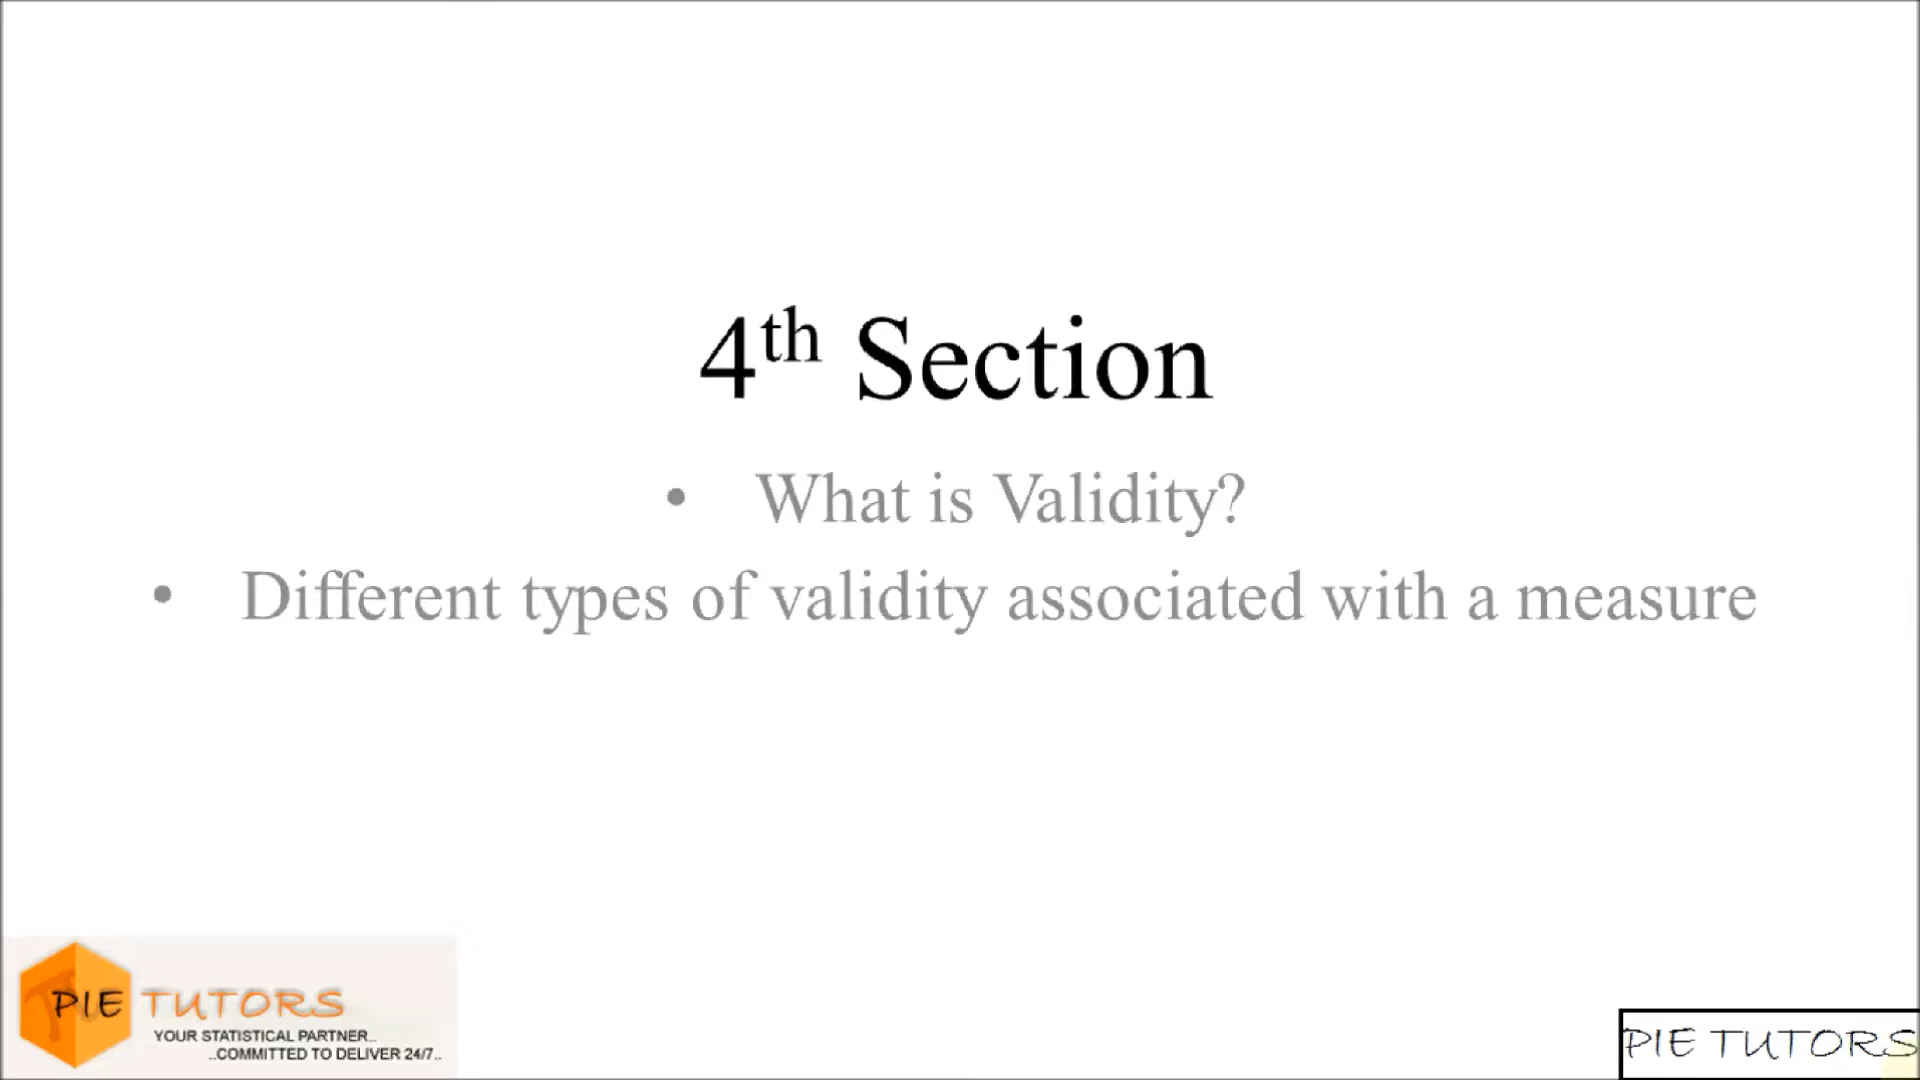 4th Section
• What is Validity?
• Different types of validity associated with a measure
PIE TUTORS
YOUR STATISTICAL PARTNER..
..COMMITTED TO DELIVER 24/7..
PIE TUTORS